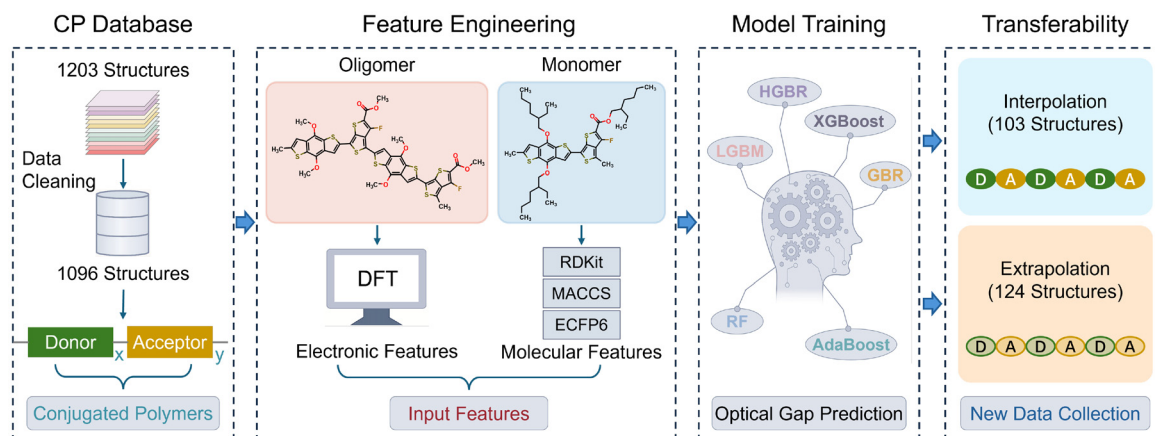 CP Database
1203 Structures
Data
Cleaning
1096 Structures
Donor
x
Acceptor
y
Conjugated Polymers
Feature Engineering
Oligomer
Monomer
DFT
RDKit
MACCS
ECFP6
Electronic Features
Molecular Features
Input Features
Model Training
HGBR
XGBoost
LGBM
GBR
RF
AdaBoost
Optical Gap Prediction
Transferability
Interpolation
(103 Structures)
D A D A D A
Extrapolation
(124 Structures)
D A D A D A
New Data Collection